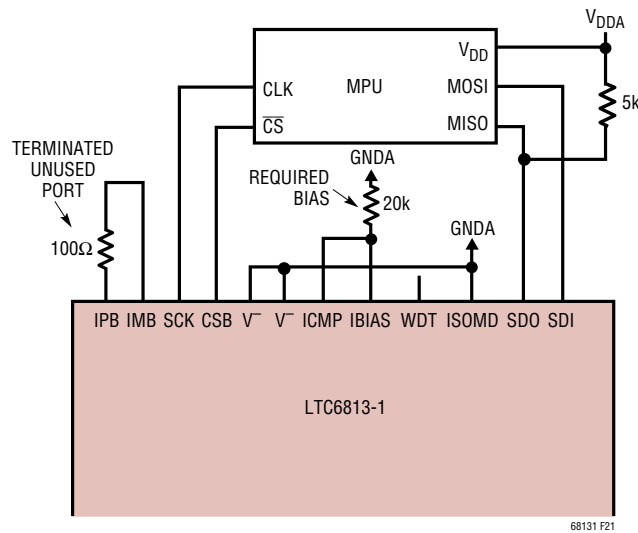 V_DDA
V_DD
CLK
MPU
MOSI
5k
C̅S̅
MISO
TERMINATED
UNUSED
PORT
GNDA
REQUIRED
BIAS
20k
GNDA
100Ω
IPB IMB SCK CSB V⁻ V⁻ ICMP IBIAS WDT ISOMD SDO SDI
LTC6813-1
68131 F21